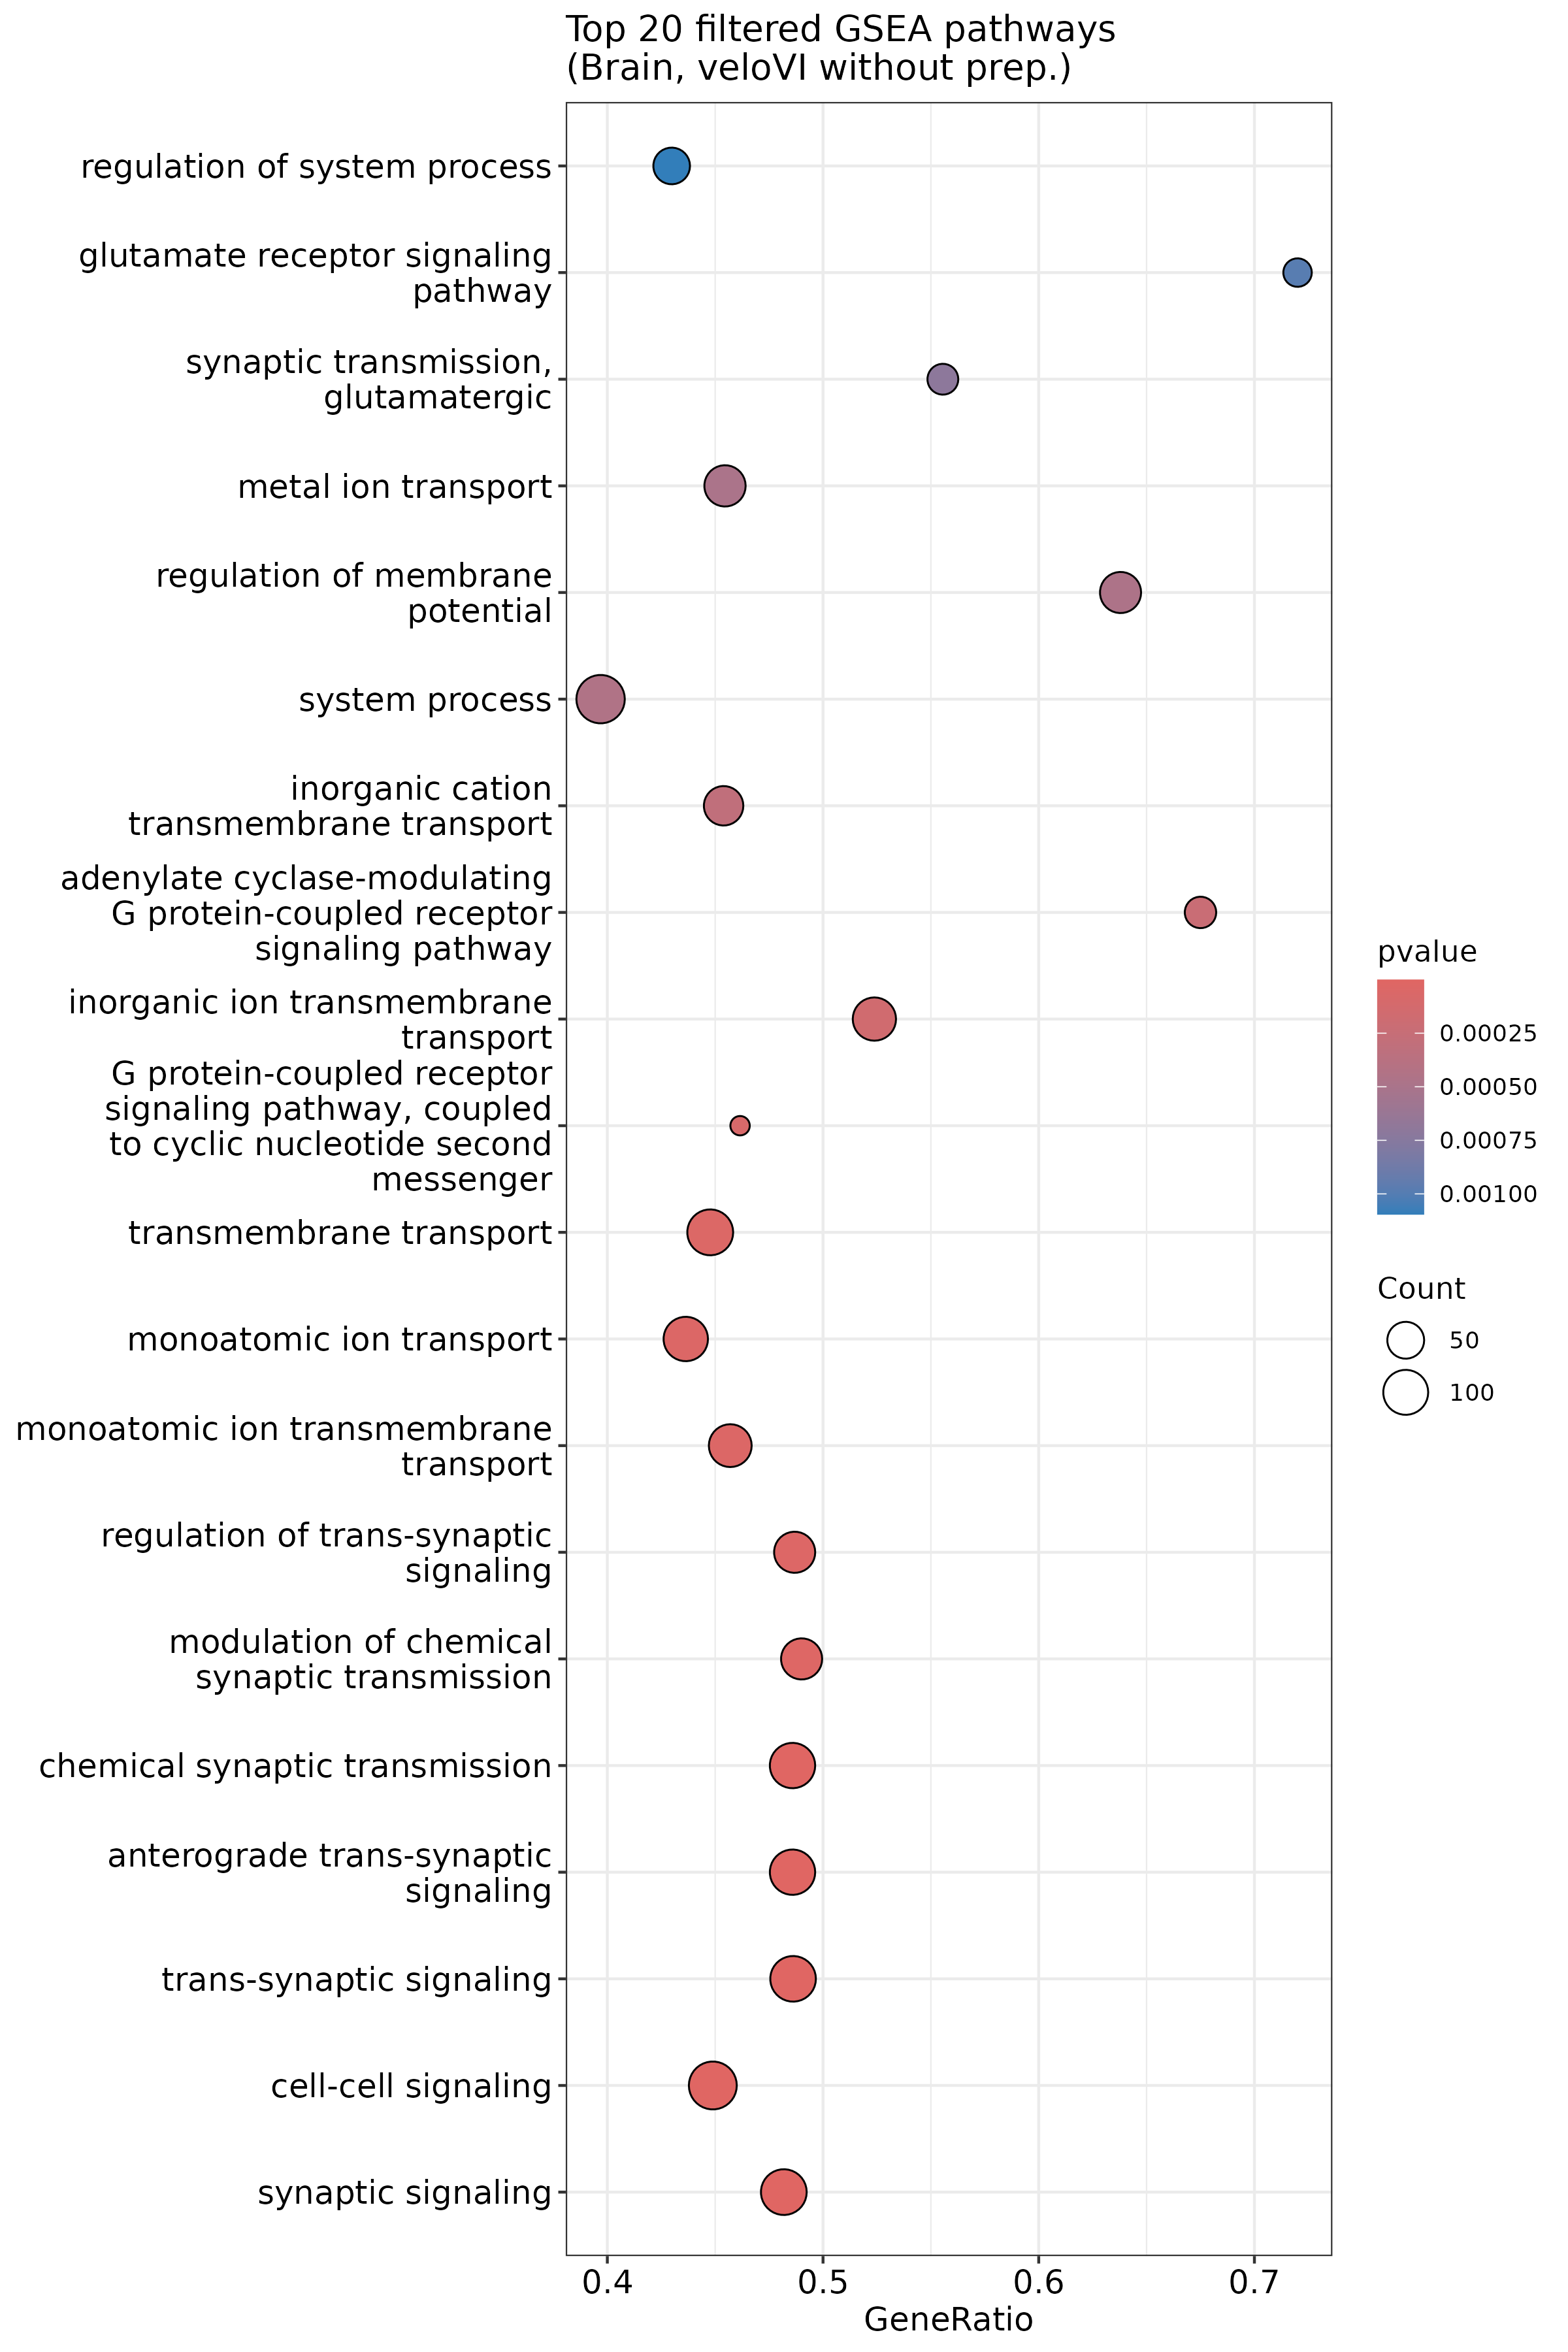 Top 20 filtered GSEA pathways
(Brain, veloVI without prep.)
regulation of system process
glutamate receptor signaling
pathway
synaptic transmission,
glutamatergic
metal ion transport
regulation of membrane
potential
system process
inorganic cation
transmembrane transport
adenylate cyclase-modulating
G protein-coupled receptor
signaling pathway
inorganic ion transmembrane
transport
G protein-coupled receptor
signaling pathway, coupled
to cyclic nucleotide second
messenger
transmembrane transport
monoatomic ion transport
monoatomic ion transmembrane
transport
regulation of trans-synaptic
signaling
modulation of chemical
synaptic transmission
chemical synaptic transmission
anterograde trans-synaptic
signaling
trans-synaptic signaling
cell-cell signaling
synaptic signaling
0.4 0.5 0.6 0.7
GeneRatio
pvalue
0.00025
0.00050
0.00075
0.00100
Count
50
100